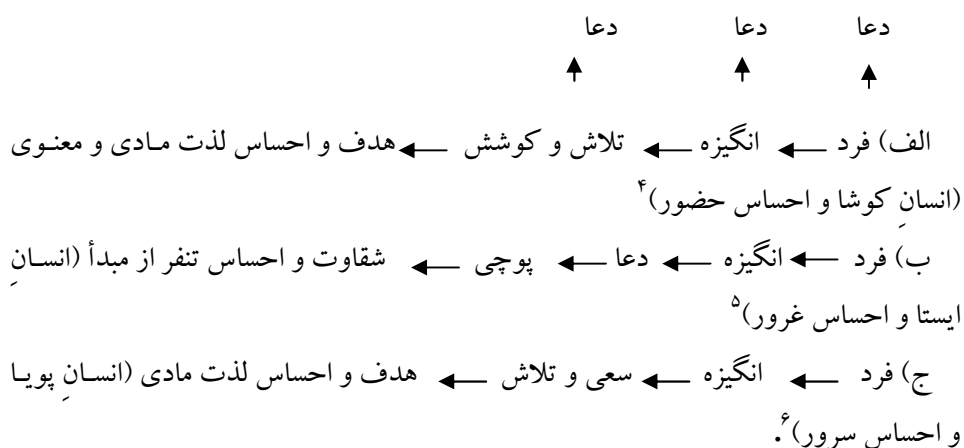 دعا دعا دعا
الف) فرد ← انگیزه ← تلاش و کوشش ← هدف و احساس لذت مادی و معنوی
(انسانِ کوشا و احساس حضور)۴
ب) فرد ← انگیزه ← دعا ← پوچی ← شقاوت و احساس تنفر از مبدأ (انسانِ
ایستا و احساس غرور)۵
ج) فرد ← انگیزه ← سعی و تلاش ← هدف و احساس لذت مادی (انسانِ پویا
و احساس سرور)۶.